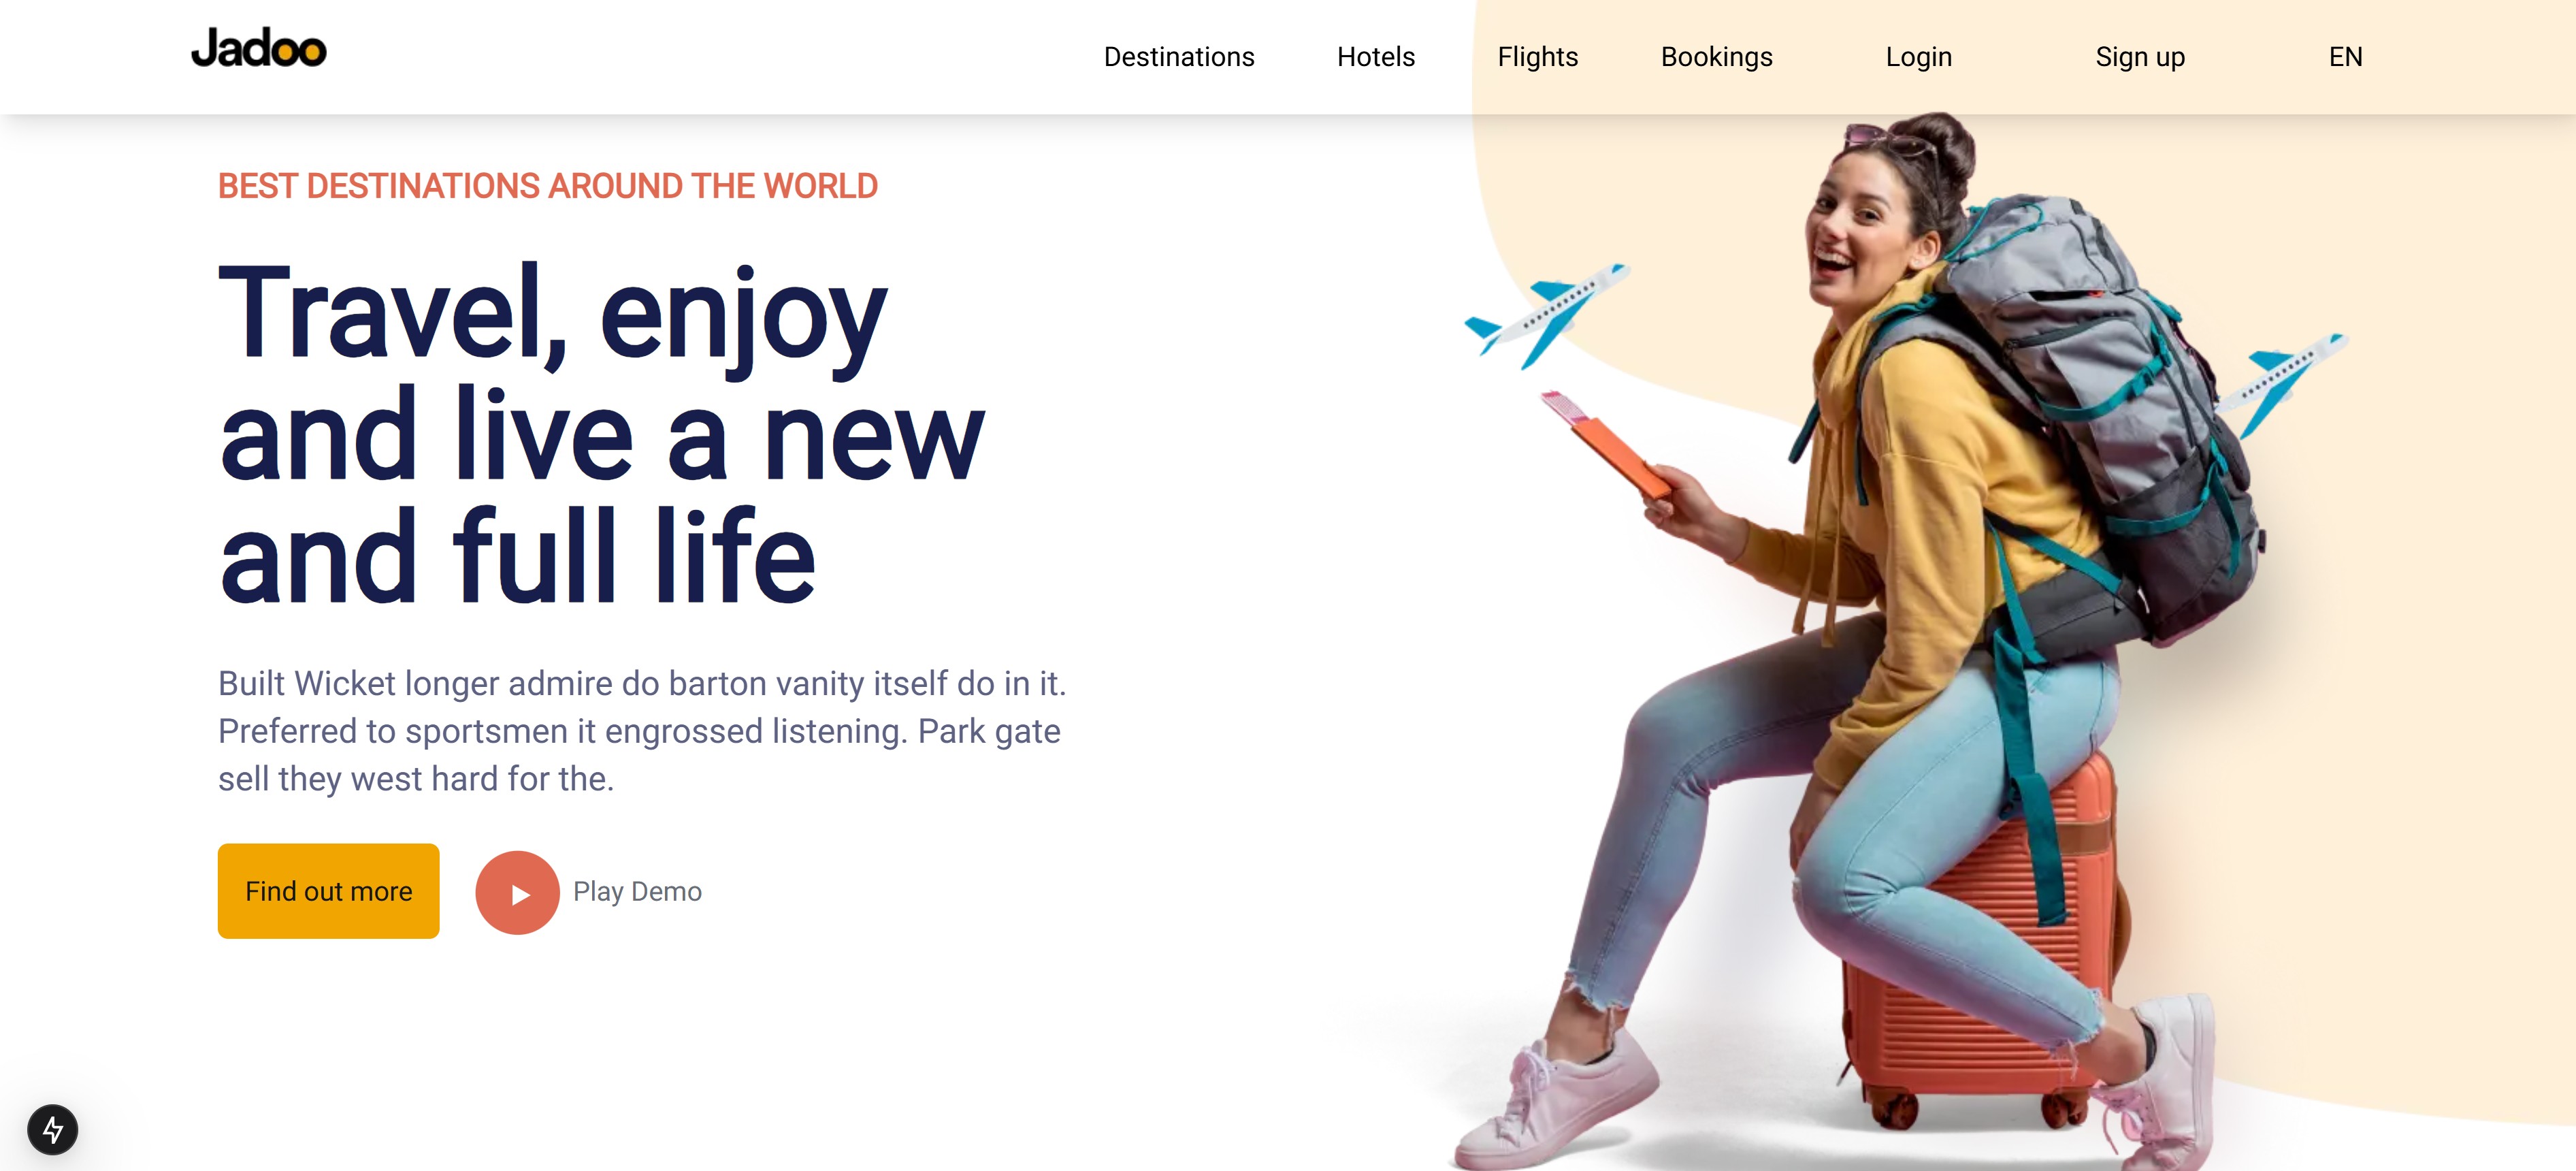 Jadoo
Destinations Hotels Flights Bookings Login Sign up EN
BEST DESTINATIONS AROUND THE WORLD
Travel, enjoy
and live a new
and full life
Built Wicket longer admire do barton vanity itself do in it.
Preferred to sportsmen it engrossed listening. Park gate
sell they west hard for the.
Find out more
Play Demo